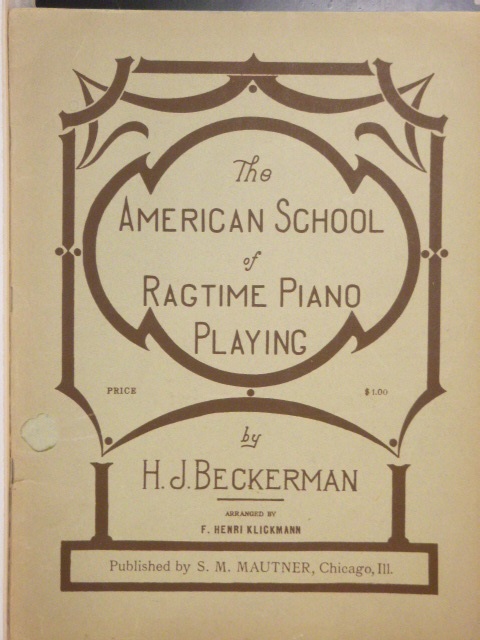 The
AMERICAN SCHOOL
of
RAGTIME PIANO
PLAYING
PRICE $1.00
by
H. J. BECKERMAN
ARRANGED BY
F. HENRI KLICKMANN
Published by S. M. MAUTNER, Chicago, Ill.